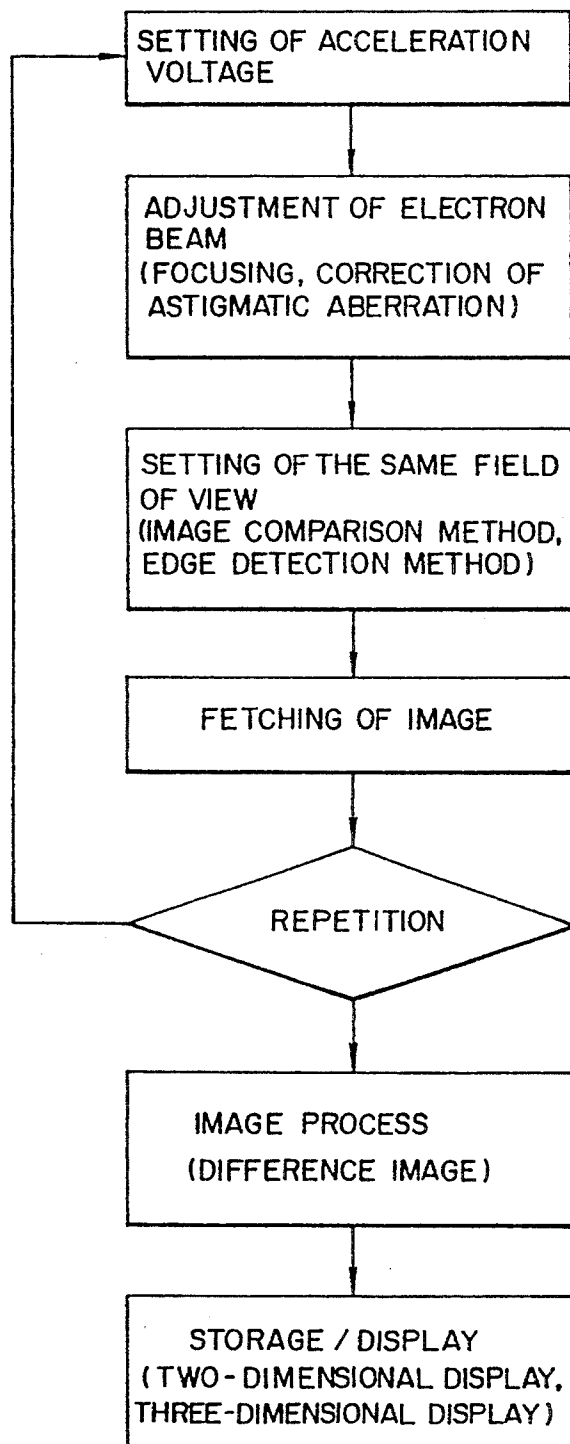 SETTING OF ACCELERATION
VOLTAGE
ADJUSTMENT OF ELECTRON
BEAM
(FOCUSING, CORRECTION OF
ASTIGMATIC ABERRATION)
SETTING OF THE SAME FIELD
OF VIEW
(IMAGE COMPARISON METHOD,
EDGE DETECTION METHOD)
FETCHING OF IMAGE
REPETITION
IMAGE PROCESS
(DIFFERENCE IMAGE)
STORAGE / DISPLAY
(TWO-DIMENSIONAL DISPLAY,
THREE-DIMENSIONAL DISPLAY)